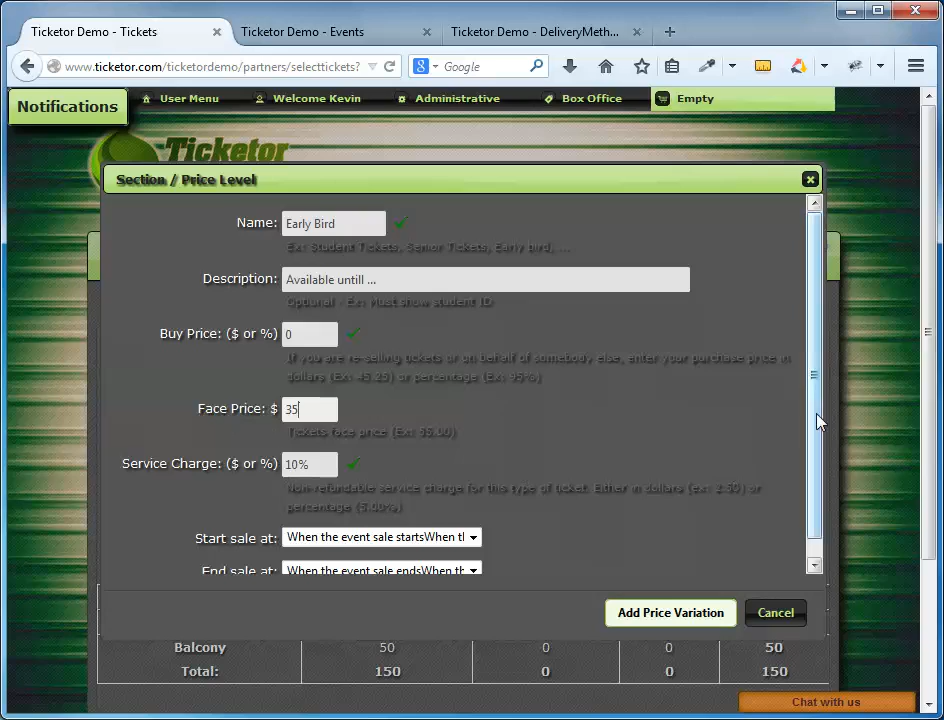 Ticketor Demo - Tickets
Ticketor Demo - Events
Ticketor Demo - DeliveryMeth...
www.ticketor.com/ticketordemo/partners/selecttickets?
Google
Notifications
User Menu
Welcome Kevin
Administrative
Box Office
Empty
Ticketor
Section / Price Level
Name: Early Bird
Ex: Student Tickets, Senior Tickets, Early bird, ...
Description: Available untill ...
Optional - Ex: Must show student ID
Buy Price: ($ or %) 0
If you are re-selling tickets or on behalf of somebody else, enter your purchase price in
dollars (Ex: 45.25) or percentage (Ex: 95%)
Face Price: $ 35
Tickets face price (Ex: 55.00)
Service Charge: ($ or %) 10%
Non-refundable service charge for this type of ticket. Either in dollars (ex: 2.50) or
percentage (5.00%)
Start sale at: When the event sale startsWhen tl
End sale at: When the event sale endsWhen th
Add Price Variation
Cancel
Balcony 50 0 0 50
Total: 150 0 0 150
Chat with us